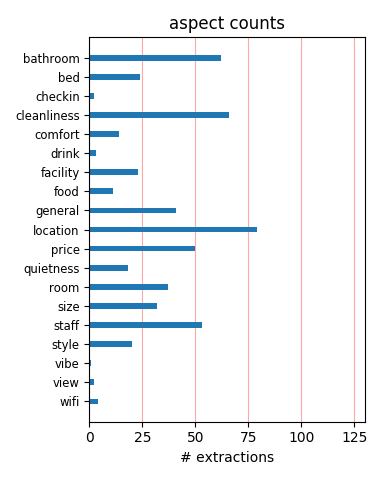 aspect counts
bathroom
bed
checkin
cleanliness
comfort
drink
facility
food
general
location
price
quietness
room
size
staff
style
vibe
view
wifi
0 25 50 75 100 125
# extractions